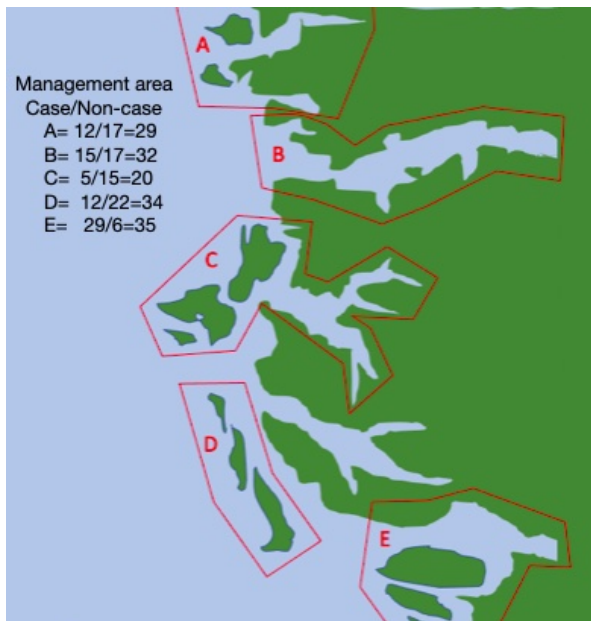 A
Management area
Case/Non-case
A= 12/17=29
B= 15/17=32
C= 5/15=20
D= 12/22=34
E= 29/6=35
B
C
D
E